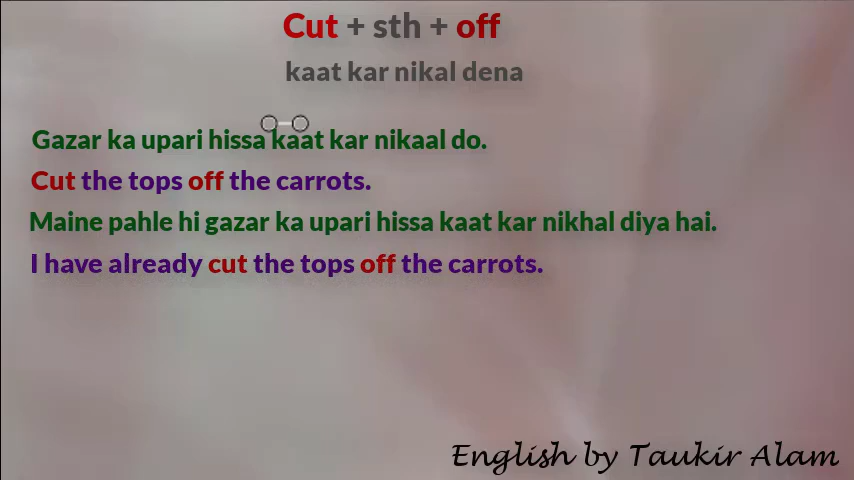 Cut + sth + off
kaat kar nikal dena
Gazar ka upari hissa kaat kar nikaal do.
Cut the tops off the carrots.
Maine pahle hi gazar ka upari hissa kaat kar nikhal diya hai.
I have already cut the tops off the carrots.
English by Taukir Alam